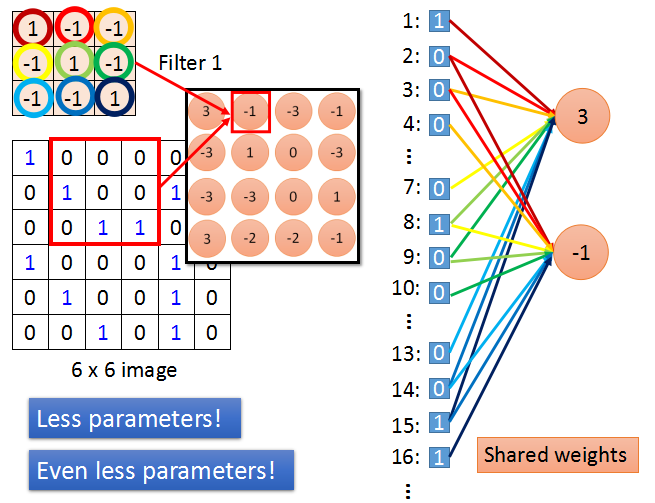 1 -1 -1
-1 1 -1
-1 -1 1
Filter 1
3 -1 -3 -1
-3 1 0 -3
-3 -3 0 1
3 -2 -2 -1
1 0 0 0 0
0 1 0 0 1
0 0 1 1 0
1 0 0 0 1 0
0 1 0 0 1 0
0 0 1 0 1 0
6 x 6 image
Less parameters!
Even less parameters!
1: 1
2: 0
3: 0
4: 0
⋮
7: 0
8: 1
9: 0
10: 0
⋮
13: 0
14: 0
15: 1
16: 1
⋮
3
-1
Shared weights